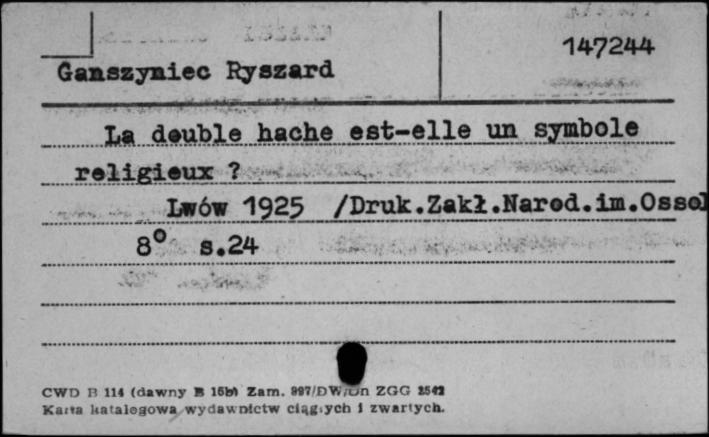 147244
Ganszyniec Ryszard
La double hache est-elle un symbole
religieux ?
Lwów 1925 /Druk.Zakł.Narod.im.Ossol
8° s.24
CWD B 114 (dawny B 15b) Zam. 997/DW/Dn ZGG 2542
Karta katalogowa wydawnictw ciągłych i zwartych.